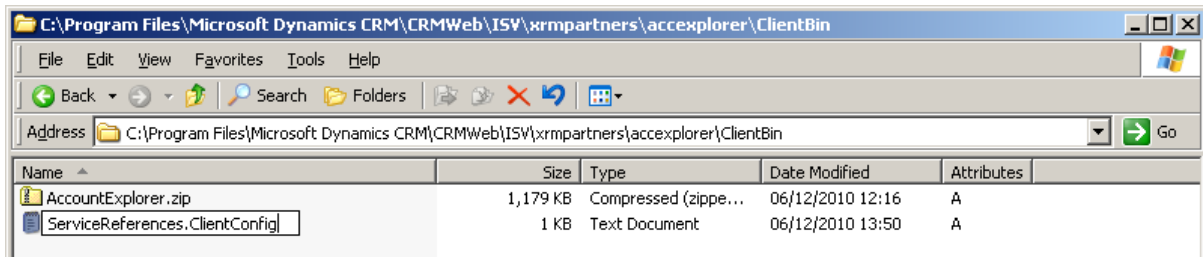 C:\Program Files\Microsoft Dynamics CRM\CRMWeb\ISV\xrmpartners\accexplorer\ClientBin
File Edit View Favorites Tools Help
Back Search Folders
Address C:\Program Files\Microsoft Dynamics CRM\CRMWeb\ISV\xrmpartners\accexplorer\ClientBin Go
Name Size Type Date Modified Attributes
AccountExplorer.zip 1,179 KB Compressed (zippe... 06/12/2010 12:16 A
ServiceReferences.ClientConfig 1 KB Text Document 06/12/2010 13:50 A